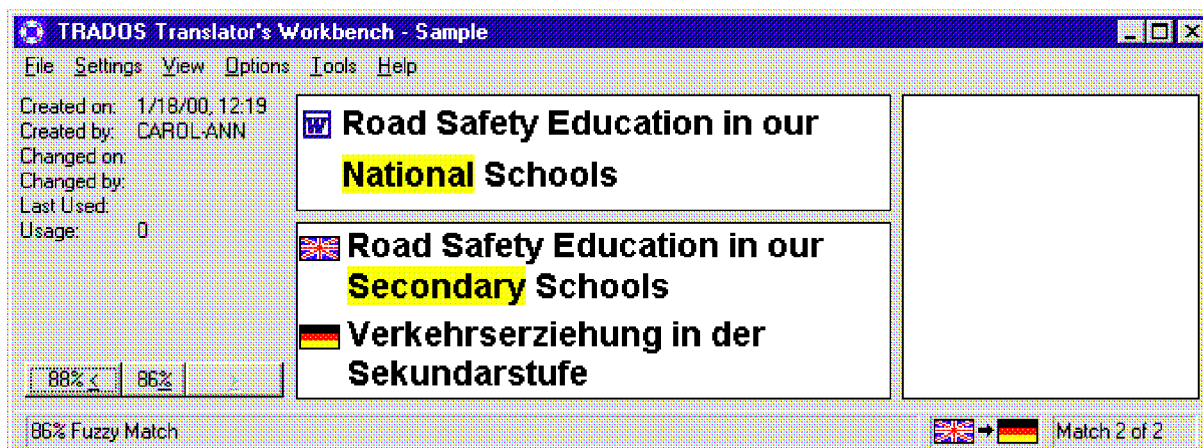 TRADOS Translator's Workbench - Sample
File Settings View Options Tools Help
Created on: 1/18/00, 12:19
Created by: CAROL-ANN
Changed on:
Changed by:
Last Used:
Usage: 0
Road Safety Education in our
National Schools
Road Safety Education in our
Secondary Schools
Verkehrserziehung in der
Sekundarstufe
88% < 86% >
86% Fuzzy Match Match 2 of 2